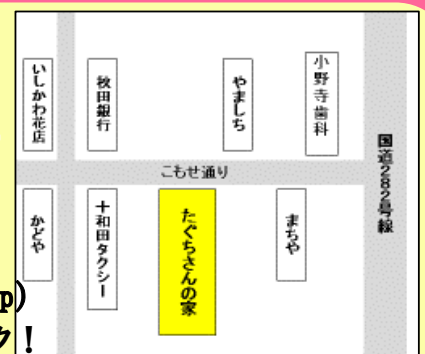 いしかわ花店
秋田銀行
やましち
小野寺歯科
国道282号線
こもせ通り
かどや
十和田タクシー
たぐちさんの家
まちや
p)
ク！